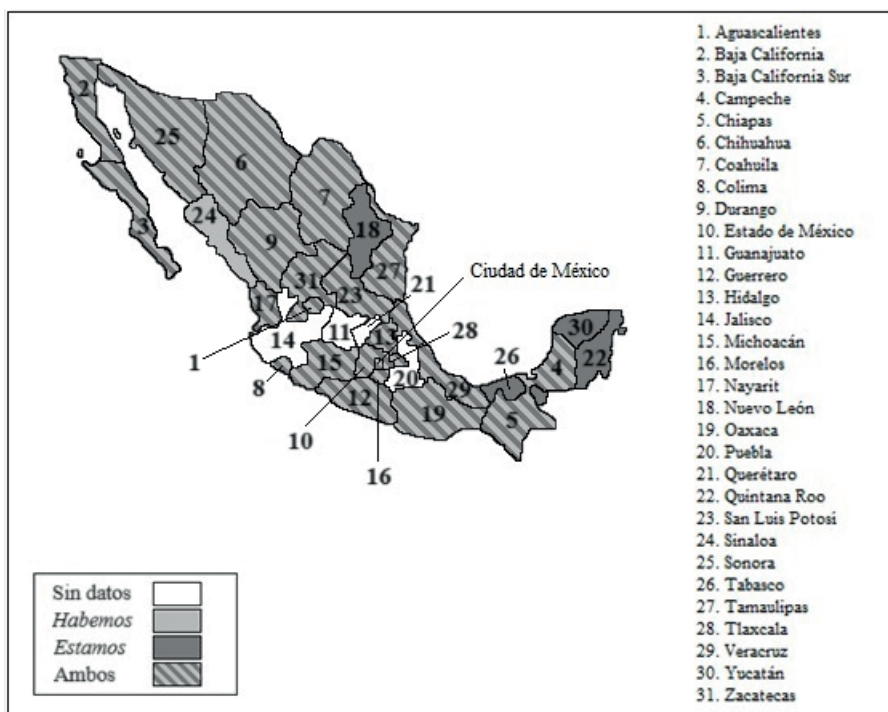 1. Aguascalientes
2. Baja California
3. Baja California Sur
4. Campeche
5. Chiapas
6. Chihuahua
7. Coahuila
8. Colima
9. Durango
10. Estado de México
11. Guanajuato
12. Guerrero
13. Hidalgo
14. Jalisco
15. Michoacán
16. Morelos
17. Nayarit
18. Nuevo León
19. Oaxaca
20. Puebla
21. Querétaro
22. Quintana Roo
23. San Luis Potosí
24. Sinaloa
25. Sonora
26. Tabasco
27. Tamaulipas
28. Tlaxcala
29. Veracruz
30. Yucatán
31. Zacatecas
2
25
6
7
24
18
3
9
27
Ciudad de México
31
23
21
17
11
13
28
14
30
1
15
20
26
4
22
8
12
19
29
5
10
16
Sin datos
Habemos
Estamos
Ambos